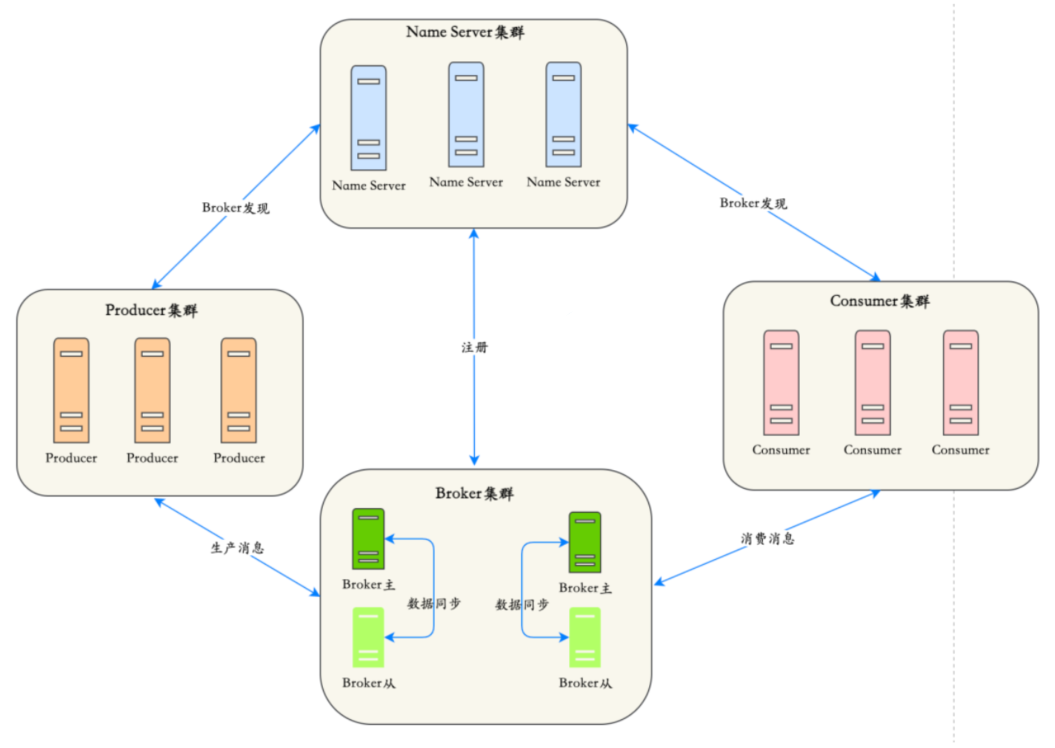 Name Server集群
Name Server
Name Server
Name Server
Broker发现
Broker发现
Producer集群
Producer
Producer
Producer
注册
Consumer集群
Consumer
Consumer
Consumer
生产消息
消费消息
Broker集群
Broker主
Broker主
数据同步
数据同步
Broker从
Broker从